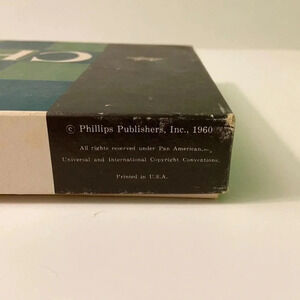 © Phillips Publishers, Inc., 1960
All rights reserved under Pan American,
Universal and International Copyright Conventions.
Printed in U.S.A.